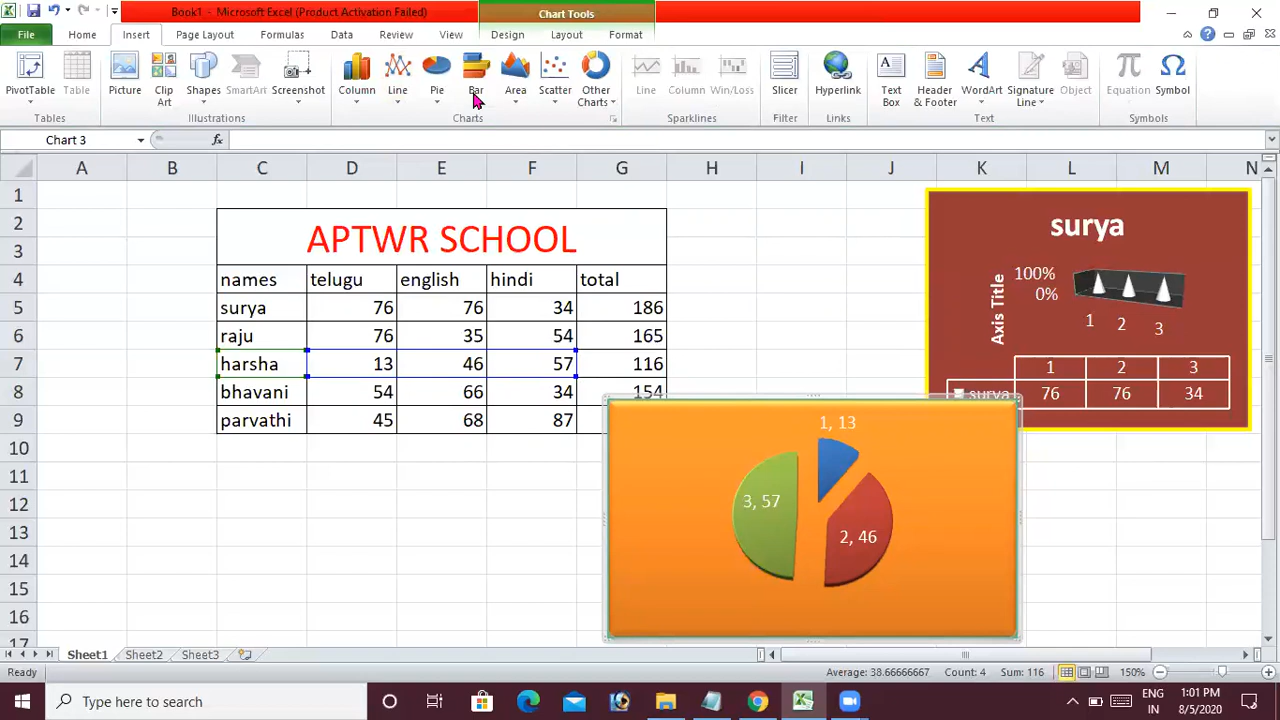 Book1 - Microsoft Excel (Product Activation Failed)
Chart Tools
File Home Insert Page Layout Formulas Data Review View Design Layout Format
PivotTable Table Picture Clip Art Shapes SmartArt Screenshot Column Line Pie Bar Area Scatter Other Charts Line Column Win/Loss Slicer Hyperlink Text Box Header & Footer WordArt Signature Line Object Equation Symbol
Tables Illustrations Charts Sparklines Filter Links Text Symbols
Chart 3 fx
A B C D E F G H I J K L M N
1
2
3
4
5
6
7
8
9
10
11
12
13
14
15
16
17
APTWR SCHOOL
names telugu english hindi total
surya 76 76 34 186
raju 76 35 54 165
harsha 13 46 57 116
bhavani 54 66 34 154
parvathi 45 68 87
surya
Axis Title
100%
0%
1 2 3
1 2 3
surya 76 76 34
1, 13
3, 57
2, 46
Sheet1 Sheet2 Sheet3
Ready Average: 38.66666667 Count: 4 Sum: 116 150%
Type here to search
ENG
IN
1:01 PM
8/5/2020